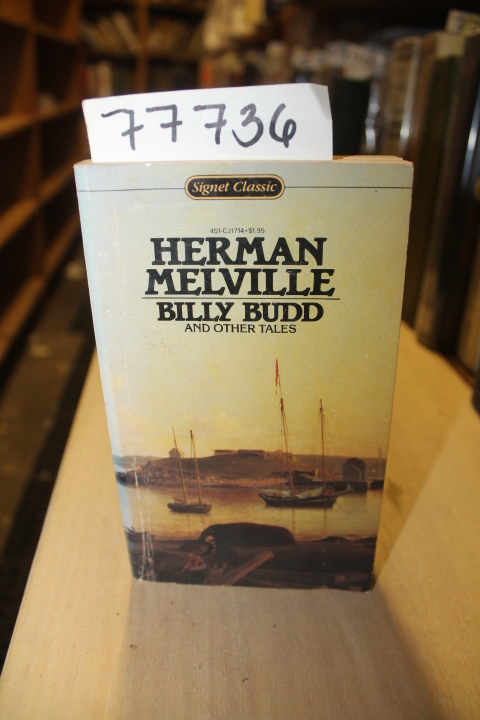 77736
Signet Classic
451-CJ1714•$1.95
HERMAN
MELVILLE
BILLY BUDD
AND OTHER TALES